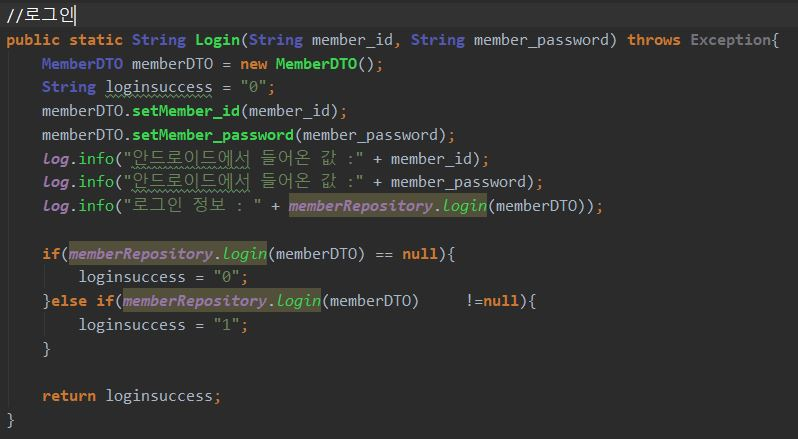 //로그인
public static String Login(String member_id, String member_password) throws Exception{
MemberDTO memberDTO = new MemberDTO();
String loginsuccess = "0";
memberDTO.setMember_id(member_id);
memberDTO.setMember_password(member_password);
log.info("안드로이드에서 들어온 값 :" + member_id);
log.info("안드로이드에서 들어온 값 :" + member_password);
log.info("로그인 정보 : " + memberRepository.login(memberDTO));
if(memberRepository.login(memberDTO) == null){
loginsuccess = "0";
}else if(memberRepository.login(memberDTO)     !=null){
loginsuccess = "1";
}
return loginsuccess;
}